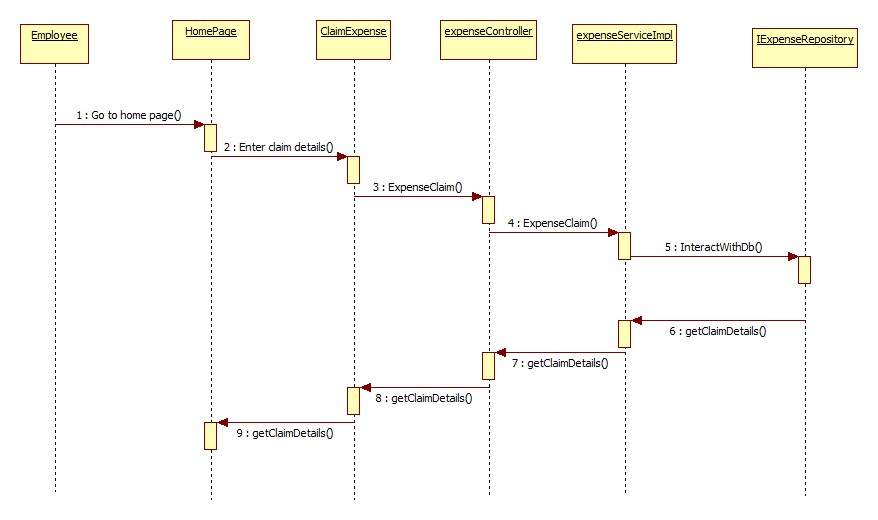 Employee
HomePage
ClaimExpense
expenseController
expenseServiceImpl
IExpenseRepository
1 : Go to home page()
2 : Enter claim details()
3 : ExpenseClaim()
4 : ExpenseClaim()
5 : InteractWithDb()
6 : getClaimDetails()
7 : getClaimDetails()
8 : getClaimDetails()
9 : getClaimDetails()